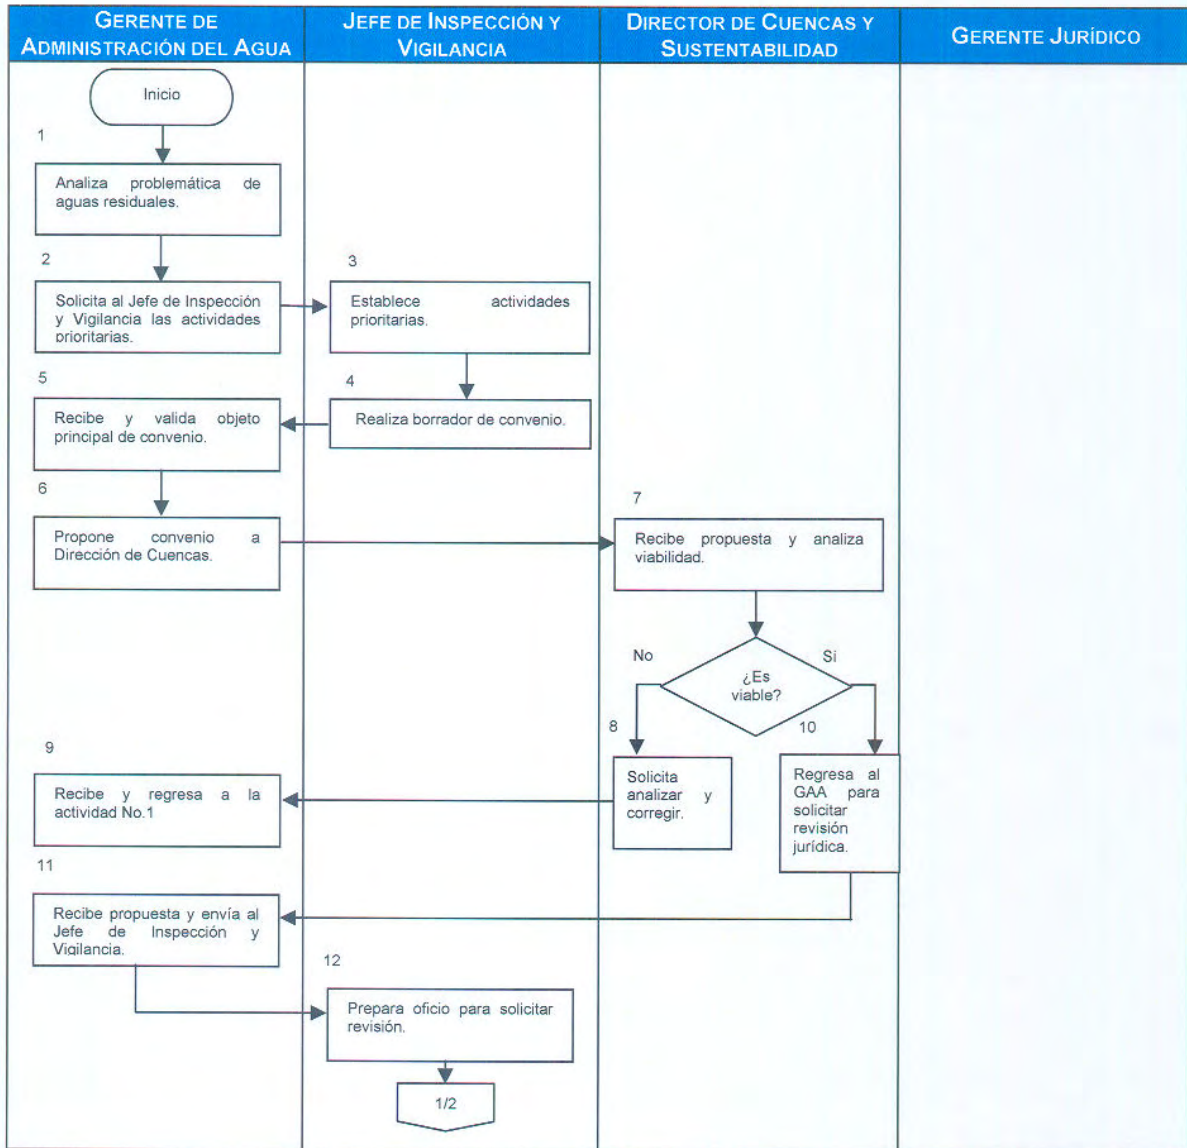 GERENTE DE
ADMINISTRACIÓN DEL AGUA
JEFE DE INSPECCIÓN Y
VIGILANCIA
DIRECTOR DE CUENCAS Y
SUSTENTABILIDAD
GERENTE JURÍDICO
Inicio
1
Analiza problemática de
aguas residuales.
2
Solicita al Jefe de Inspección
y Vigilancia las actividades
prioritarias.
3
Establece actividades
prioritarias.
4
Realiza borrador de convenio.
5
Recibe y valida objeto
principal de convenio.
6
Propone convenio a
Dirección de Cuencas.
7
Recibe propuesta y analiza
viabilidad.
No
Si
¿Es
viable?
8
Solicita
analizar y
corregir.
9
Recibe y regresa a la
actividad No.1
10
Regresa al
GAA para
solicitar
revisión
jurídica.
11
Recibe propuesta y envía al
Jefe de Inspección y
Vigilancia.
12
Prepara oficio para solicitar
revisión.
1/2